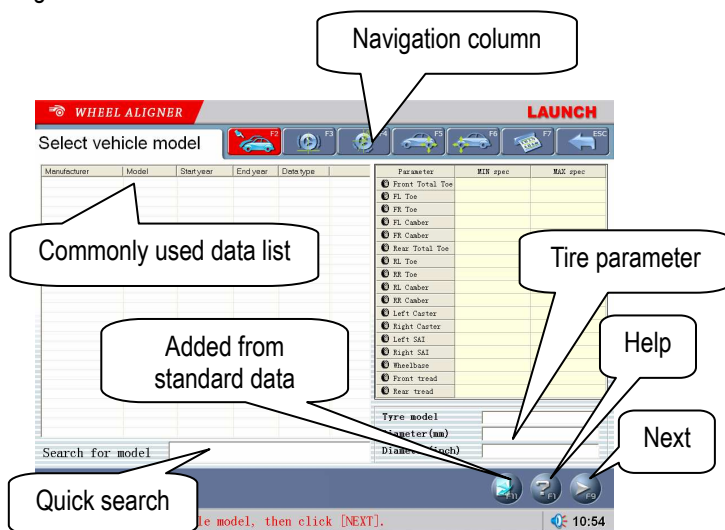 Navigation column
WHEEL ALIGNER
LAUNCH
Select vehicle model
F2
F3
F4
F5
F6
F7
ESC
Manufacturer Model Start year End year Data type
Parameter MIN spec MAX spec
Front Total Toe
FL Toe
FR Toe
FL Camber
FR Camber
Rear Total Toe
RL Toe
RR Toe
RL Camber
RR Camber
Left Caster
Right Caster
Left SAI
Right SAI
Wheelbase
Front tread
Rear tread
Commonly used data list
Tire parameter
Added from
standard data
Help
Next
Tyre model
Diameter(mm)
Search for model
Quick search
F11
F1
F9
model, then click [NEXT].
10:54